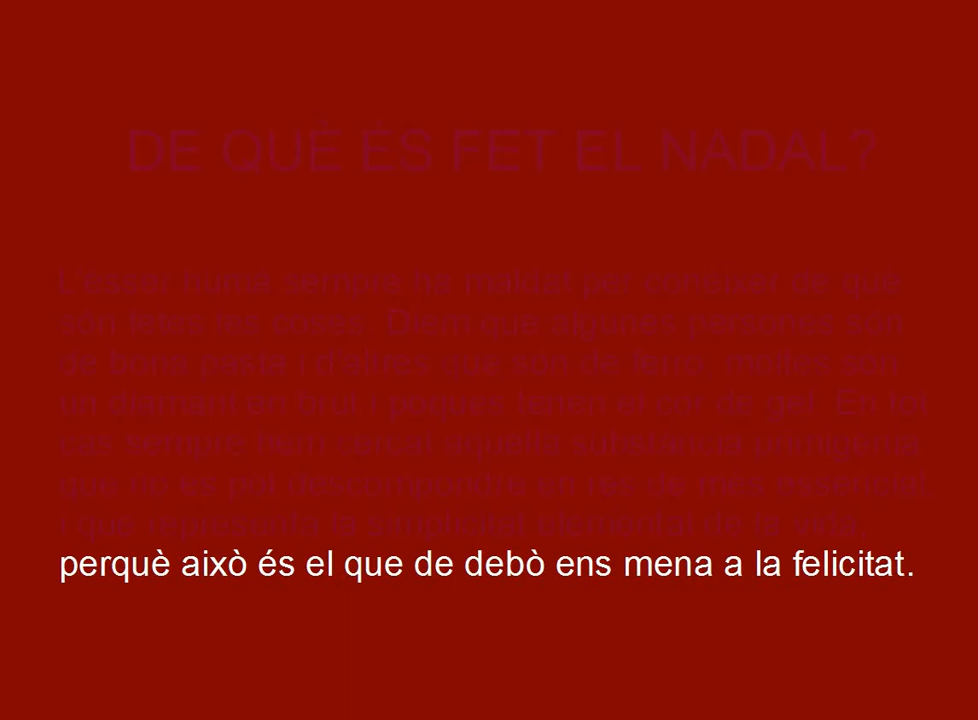 DE QUÈ ÉS FET EL NADAL?
L'ésser humà sempre ha maldat per conèixer de què
són fetes les coses. Diem que algunes persones són
de bona pasta i d'altres que són de ferro, moltes són
un diamant en brut i poques tenen el cor de gel. En tot
cas sempre hem cercat aquella substància primigènia
que no es pot descompondre en res de més essencial,
i que representa la simplicitat elemental de la vida,
perquè això és el que de debò ens mena a la felicitat.